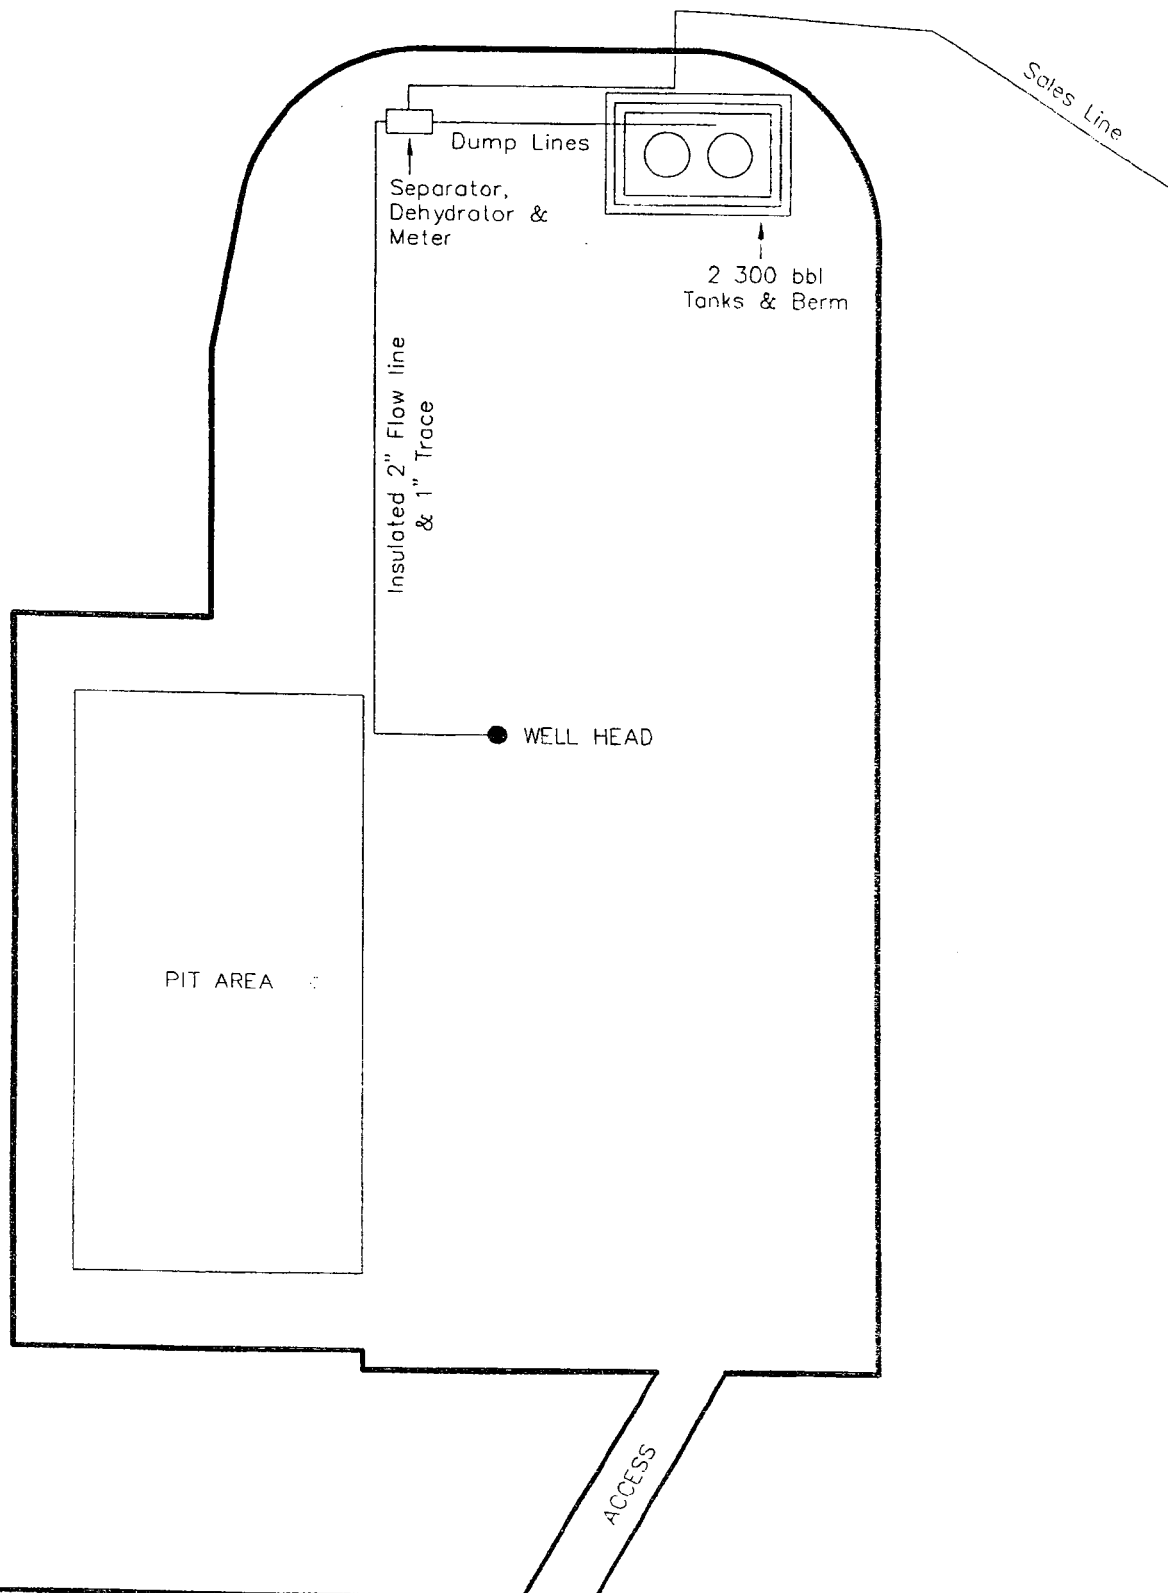 Sales Line
Dump Lines
Separator,
Dehydrator &
Meter
2 300 bbl
Tanks & Berm
Insulated 2" Flow line
& 1" Trace
WELL HEAD
PIT AREA
ACCESS